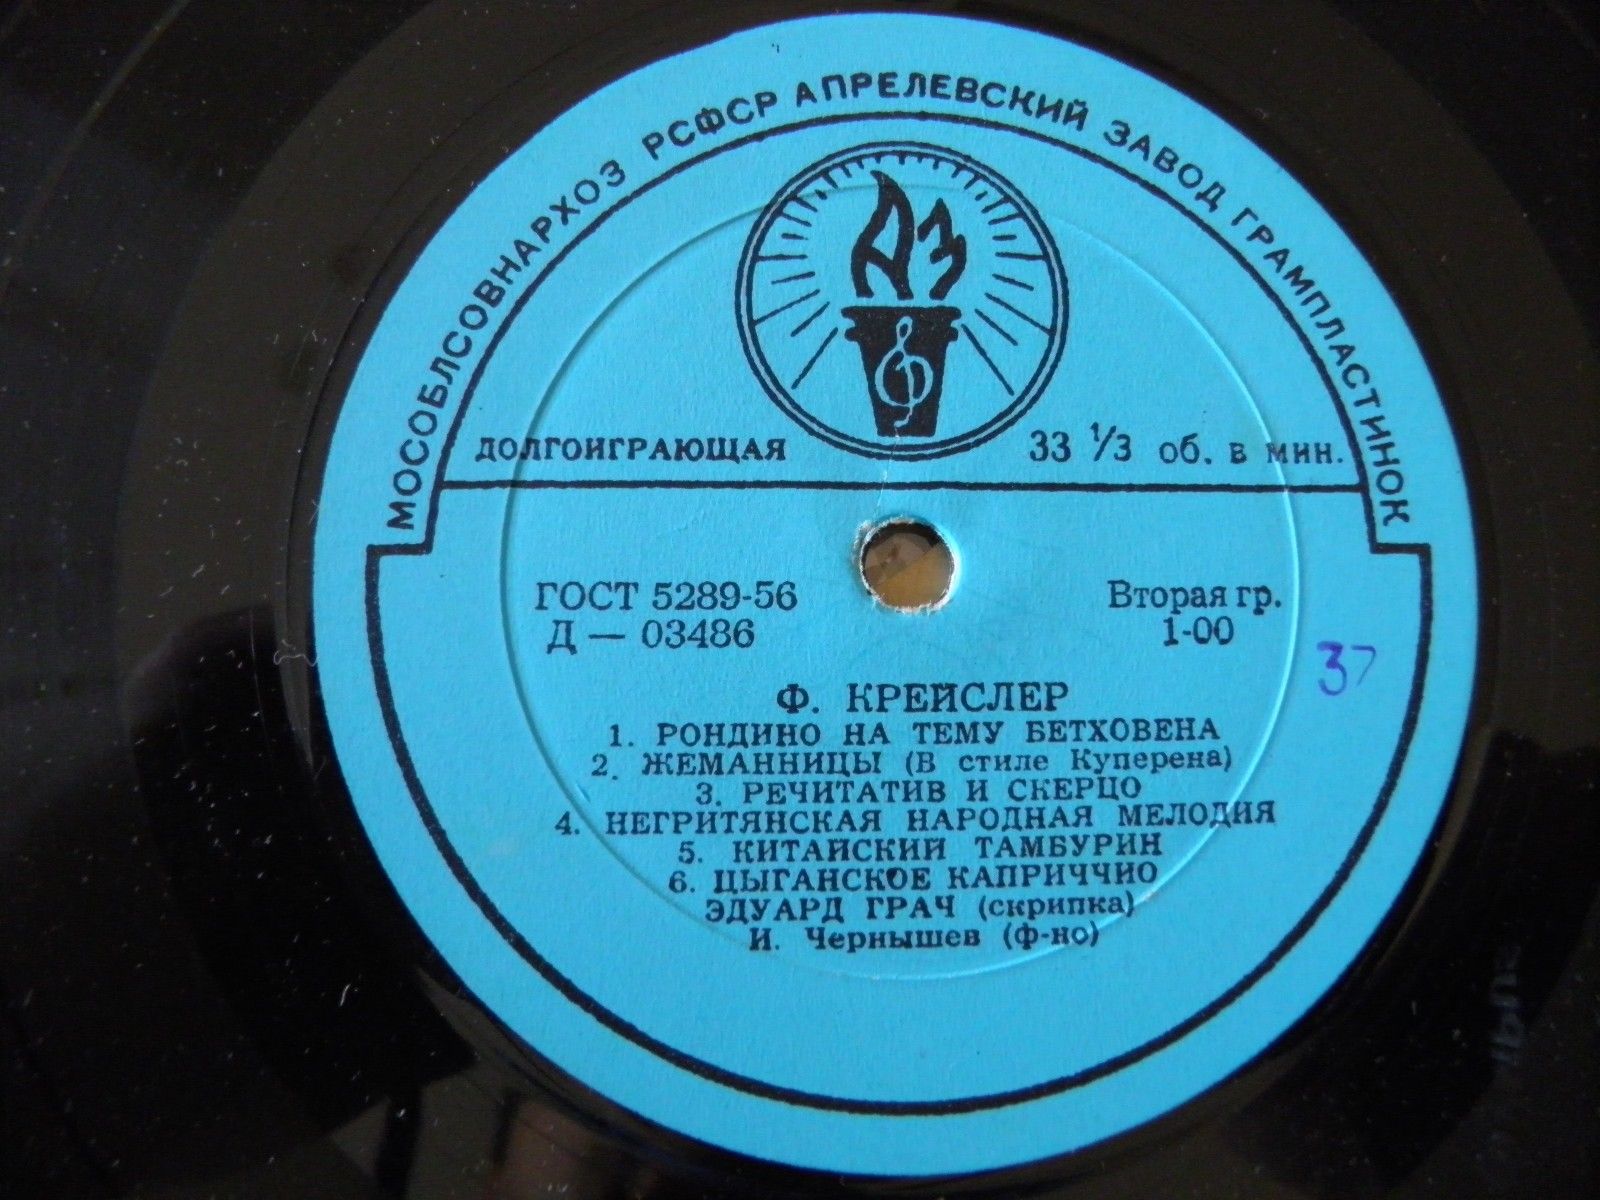 МОСОБЛСОВНАРХОЗ РСФСР АПРЕЛЕВСКИЙ ЗАВОД ГРАМПЛАСТИНОК
АЗ
ДОЛГОИГРАЮЩАЯ 33 1/3 об. в мин.
ГОСТ 5289-56 Вторая гр.
Д — 03486 1-00
37
Ф. КРЕЙСЛЕР
1. РОНДИНО НА ТЕМУ БЕТХОВЕНА
2. ЖЕМАННИЦЫ (В стиле Куперена)
3. РЕЧИТАТИВ И СКЕРЦО
4. НЕГРИТЯНСКАЯ НАРОДНАЯ МЕЛОДИЯ
5. КИТАЙСКИЙ ТАМБУРИН
6. ЦЫГАНСКОЕ КАПРИЧЧИО
ЭДУАРД ГРАЧ (скрипка)
И. Чернышев (ф-но)